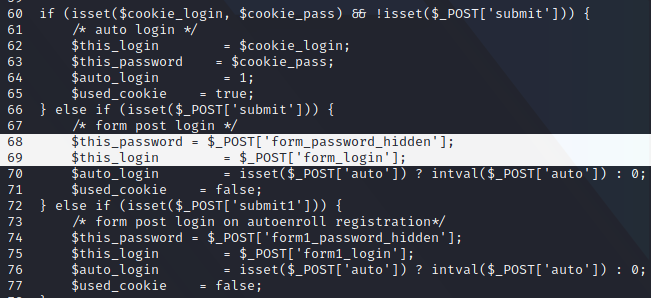 60 if (isset($cookie_login, $cookie_pass) && !isset($_POST['submit'])) {
61     /* auto login */
62     $this_login        = $cookie_login;
63     $this_password    = $cookie_pass;
64     $auto_login        = 1;
65     $used_cookie    = true;
66 } else if (isset($_POST['submit'])) {
67     /* form post login */
68     $this_password = $_POST['form_password_hidden'];
69     $this_login        = $_POST['form_login'];
70     $auto_login        = isset($_POST['auto']) ? intval($_POST['auto']) : 0;
71     $used_cookie    = false;
72 } else if (isset($_POST['submit1'])) {
73     /* form post login on autoenroll registration*/
74     $this_password = $_POST['form1_password_hidden'];
75     $this_login        = $_POST['form1_login'];
76     $auto_login        = isset($_POST['auto']) ? intval($_POST['auto']) : 0;
77     $used_cookie    = false;